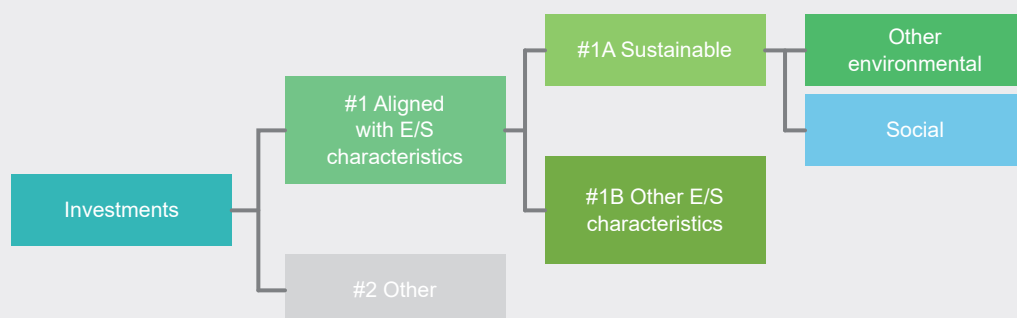 Investments
#1 Aligned
with E/S
characteristics
#2 Other
#1A Sustainable
#1B Other E/S
characteristics
Other
environmental
Social